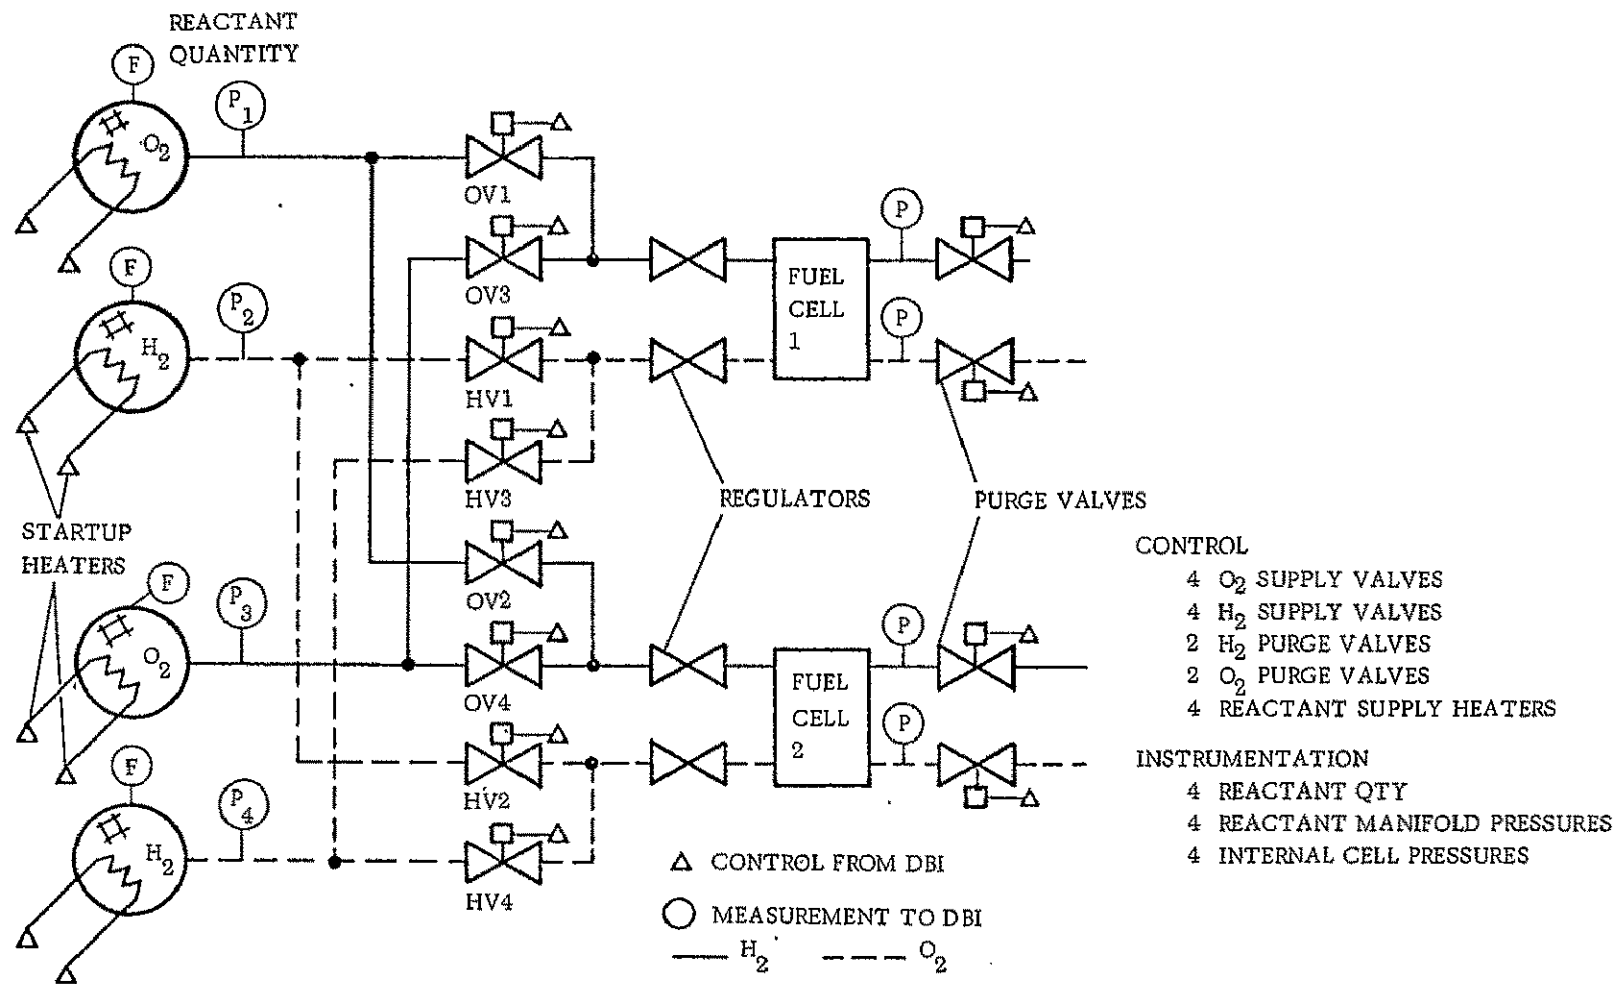 REACTANT
QUANTITY
F
P1
O2
OV1
F
P2
H2
OV3
P
FUEL
CELL
1
P
HV1
HV3
STARTUP
HEATERS
REGULATORS
PURGE VALVES
F
P3
O2
OV2
OV4
P
FUEL
CELL
2
P
F
P4
H2
HV2
HV4
CONTROL
4 O2 SUPPLY VALVES
4 H2 SUPPLY VALVES
2 H2 PURGE VALVES
2 O2 PURGE VALVES
4 REACTANT SUPPLY HEATERS
INSTRUMENTATION
4 REACTANT QTY
4 REACTANT MANIFOLD PRESSURES
4 INTERNAL CELL PRESSURES
△ CONTROL FROM DBI
○ MEASUREMENT TO DBI
H2 O2